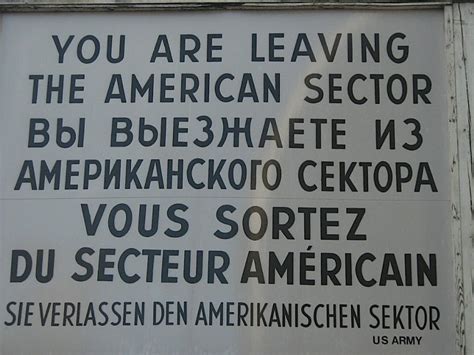 YOU ARE LEAVING
THE AMERICAN SECTOR
ВЫ ВЫЕЗЖАЕТЕ ИЗ
АМЕРИКАНСКОГО СЕКТОРА
VOUS SORTEZ
DU SECTEUR AMÉRICAIN
SIE VERLASSEN DEN AMERIKANISCHEN SEKTOR
US ARMY